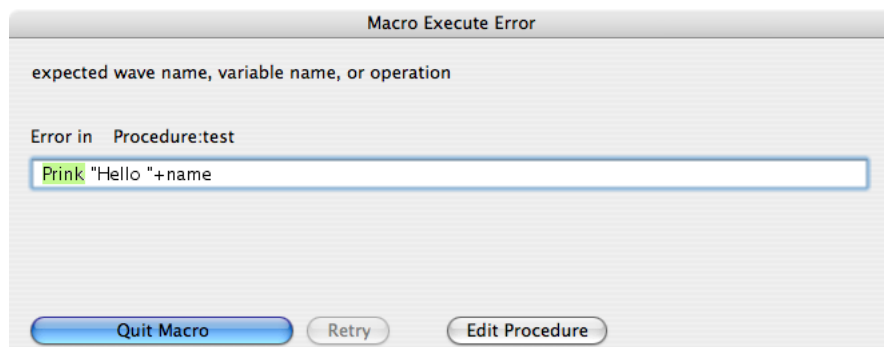 Macro Execute Error
expected wave name, variable name, or operation
Error in Procedure:test
Prink "Hello "+name
Quit Macro Retry Edit Procedure